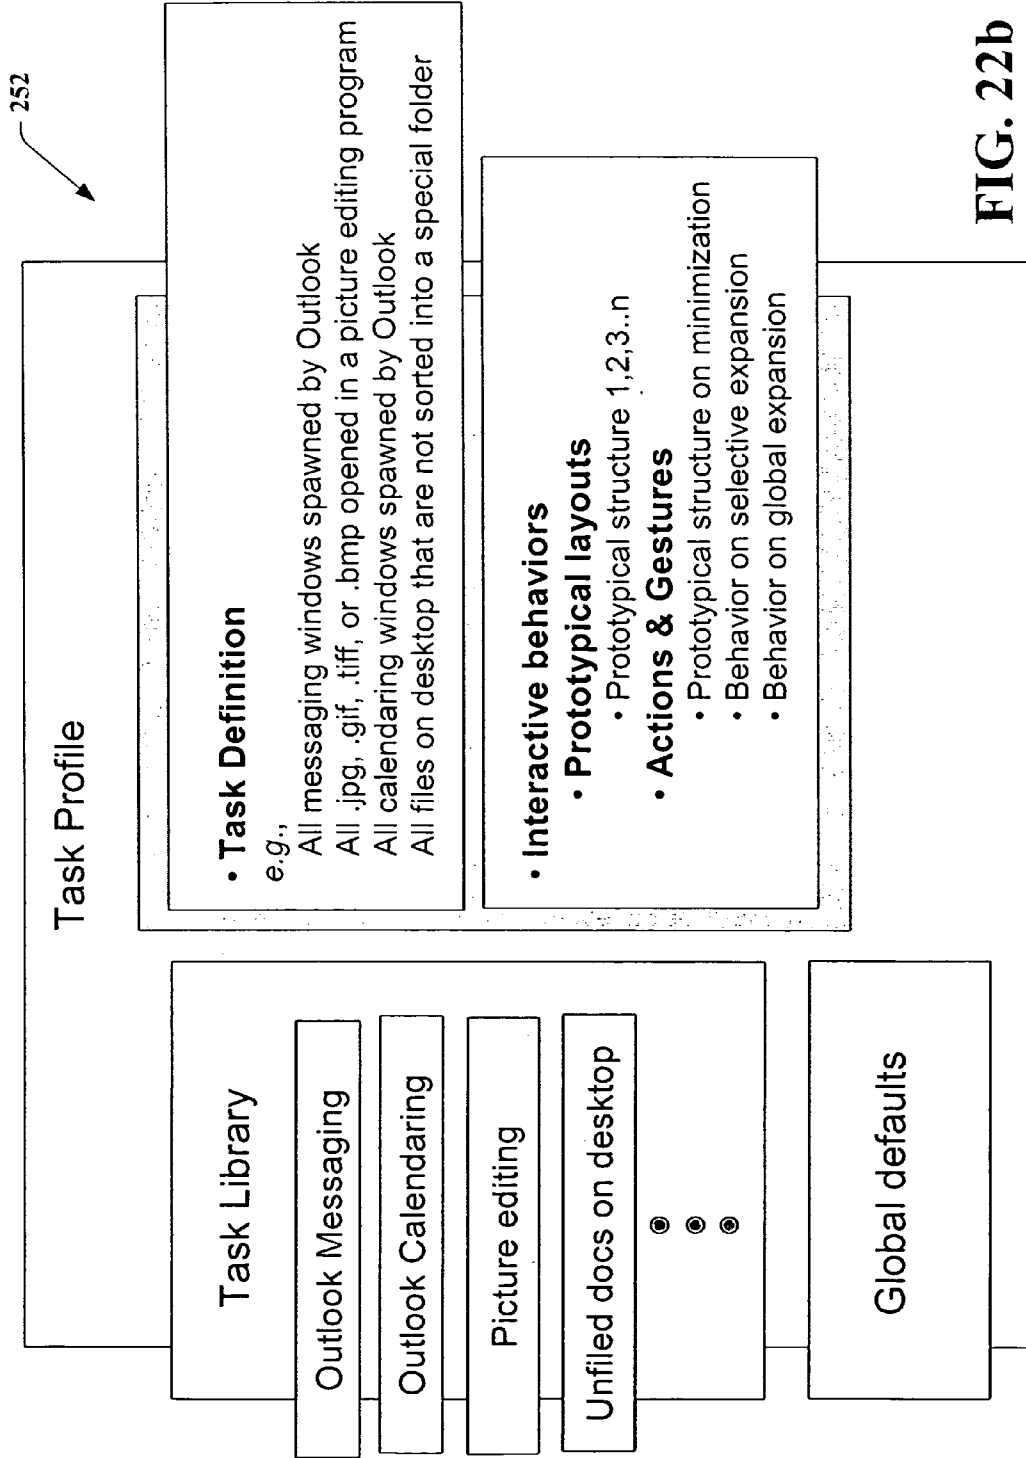 252
Task Profile
Task Library
Outlook Messaging
Outlook Calendaring
Picture editing
Unfiled docs on desktop
Global defaults
• Task Definition
e.g.,
All messaging windows spawned by Outlook
All .jpg, .gif, .tiff, or .bmp opened in a picture editing program
All calendaring windows spawned by Outlook
All files on desktop that are not sorted into a special folder
• Interactive behaviors
• Prototypical layouts
• Prototypical structure 1,2,3..n
• Actions & Gestures
• Prototypical structure on minimization
• Behavior on selective expansion
• Behavior on global expansion
FIG. 22b